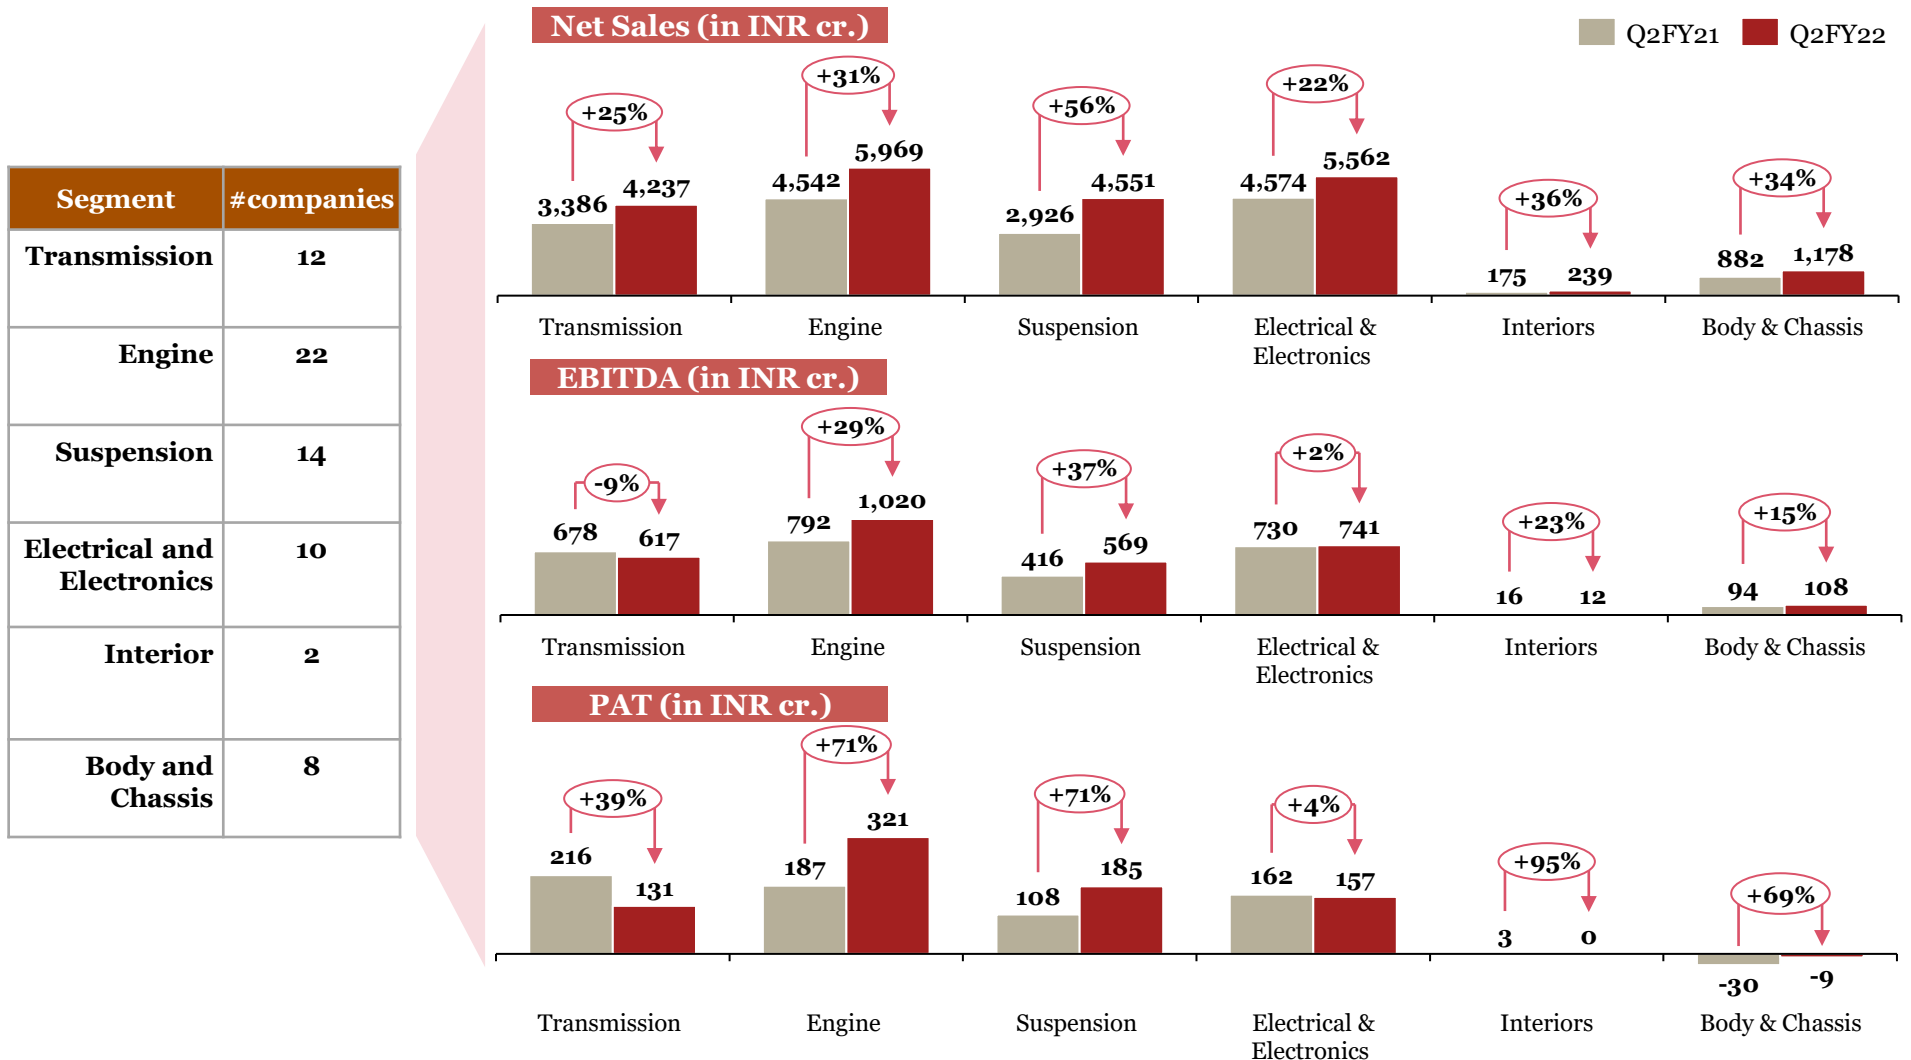 Segment #companies
Transmission 12
Engine 22
Suspension 14
Electrical and 10
Electronics
Interior 2
Body and 8
Chassis
Net Sales (in INR cr.)
Q2FY21 Q2FY22
+25% +31% +56% +22% +36% +34%
3,386 4,237 4,542 5,969 2,926 4,551 4,574 5,562 175 239 882 1,178
Transmission Engine Suspension Electrical & Interiors Body & Chassis
Electronics
EBITDA (in INR cr.)
-9% +29% +37% +2% +23% +15%
678 617 792 1,020 416 569 730 741 16 12 94 108
Transmission Engine Suspension Electrical & Interiors Body & Chassis
Electronics
PAT (in INR cr.)
+39% +71% +71% +4% +95% +69%
216 131 187 321 108 185 162 157 3 0 -30 -9
Transmission Engine Suspension Electrical & Interiors Body & Chassis
Electronics